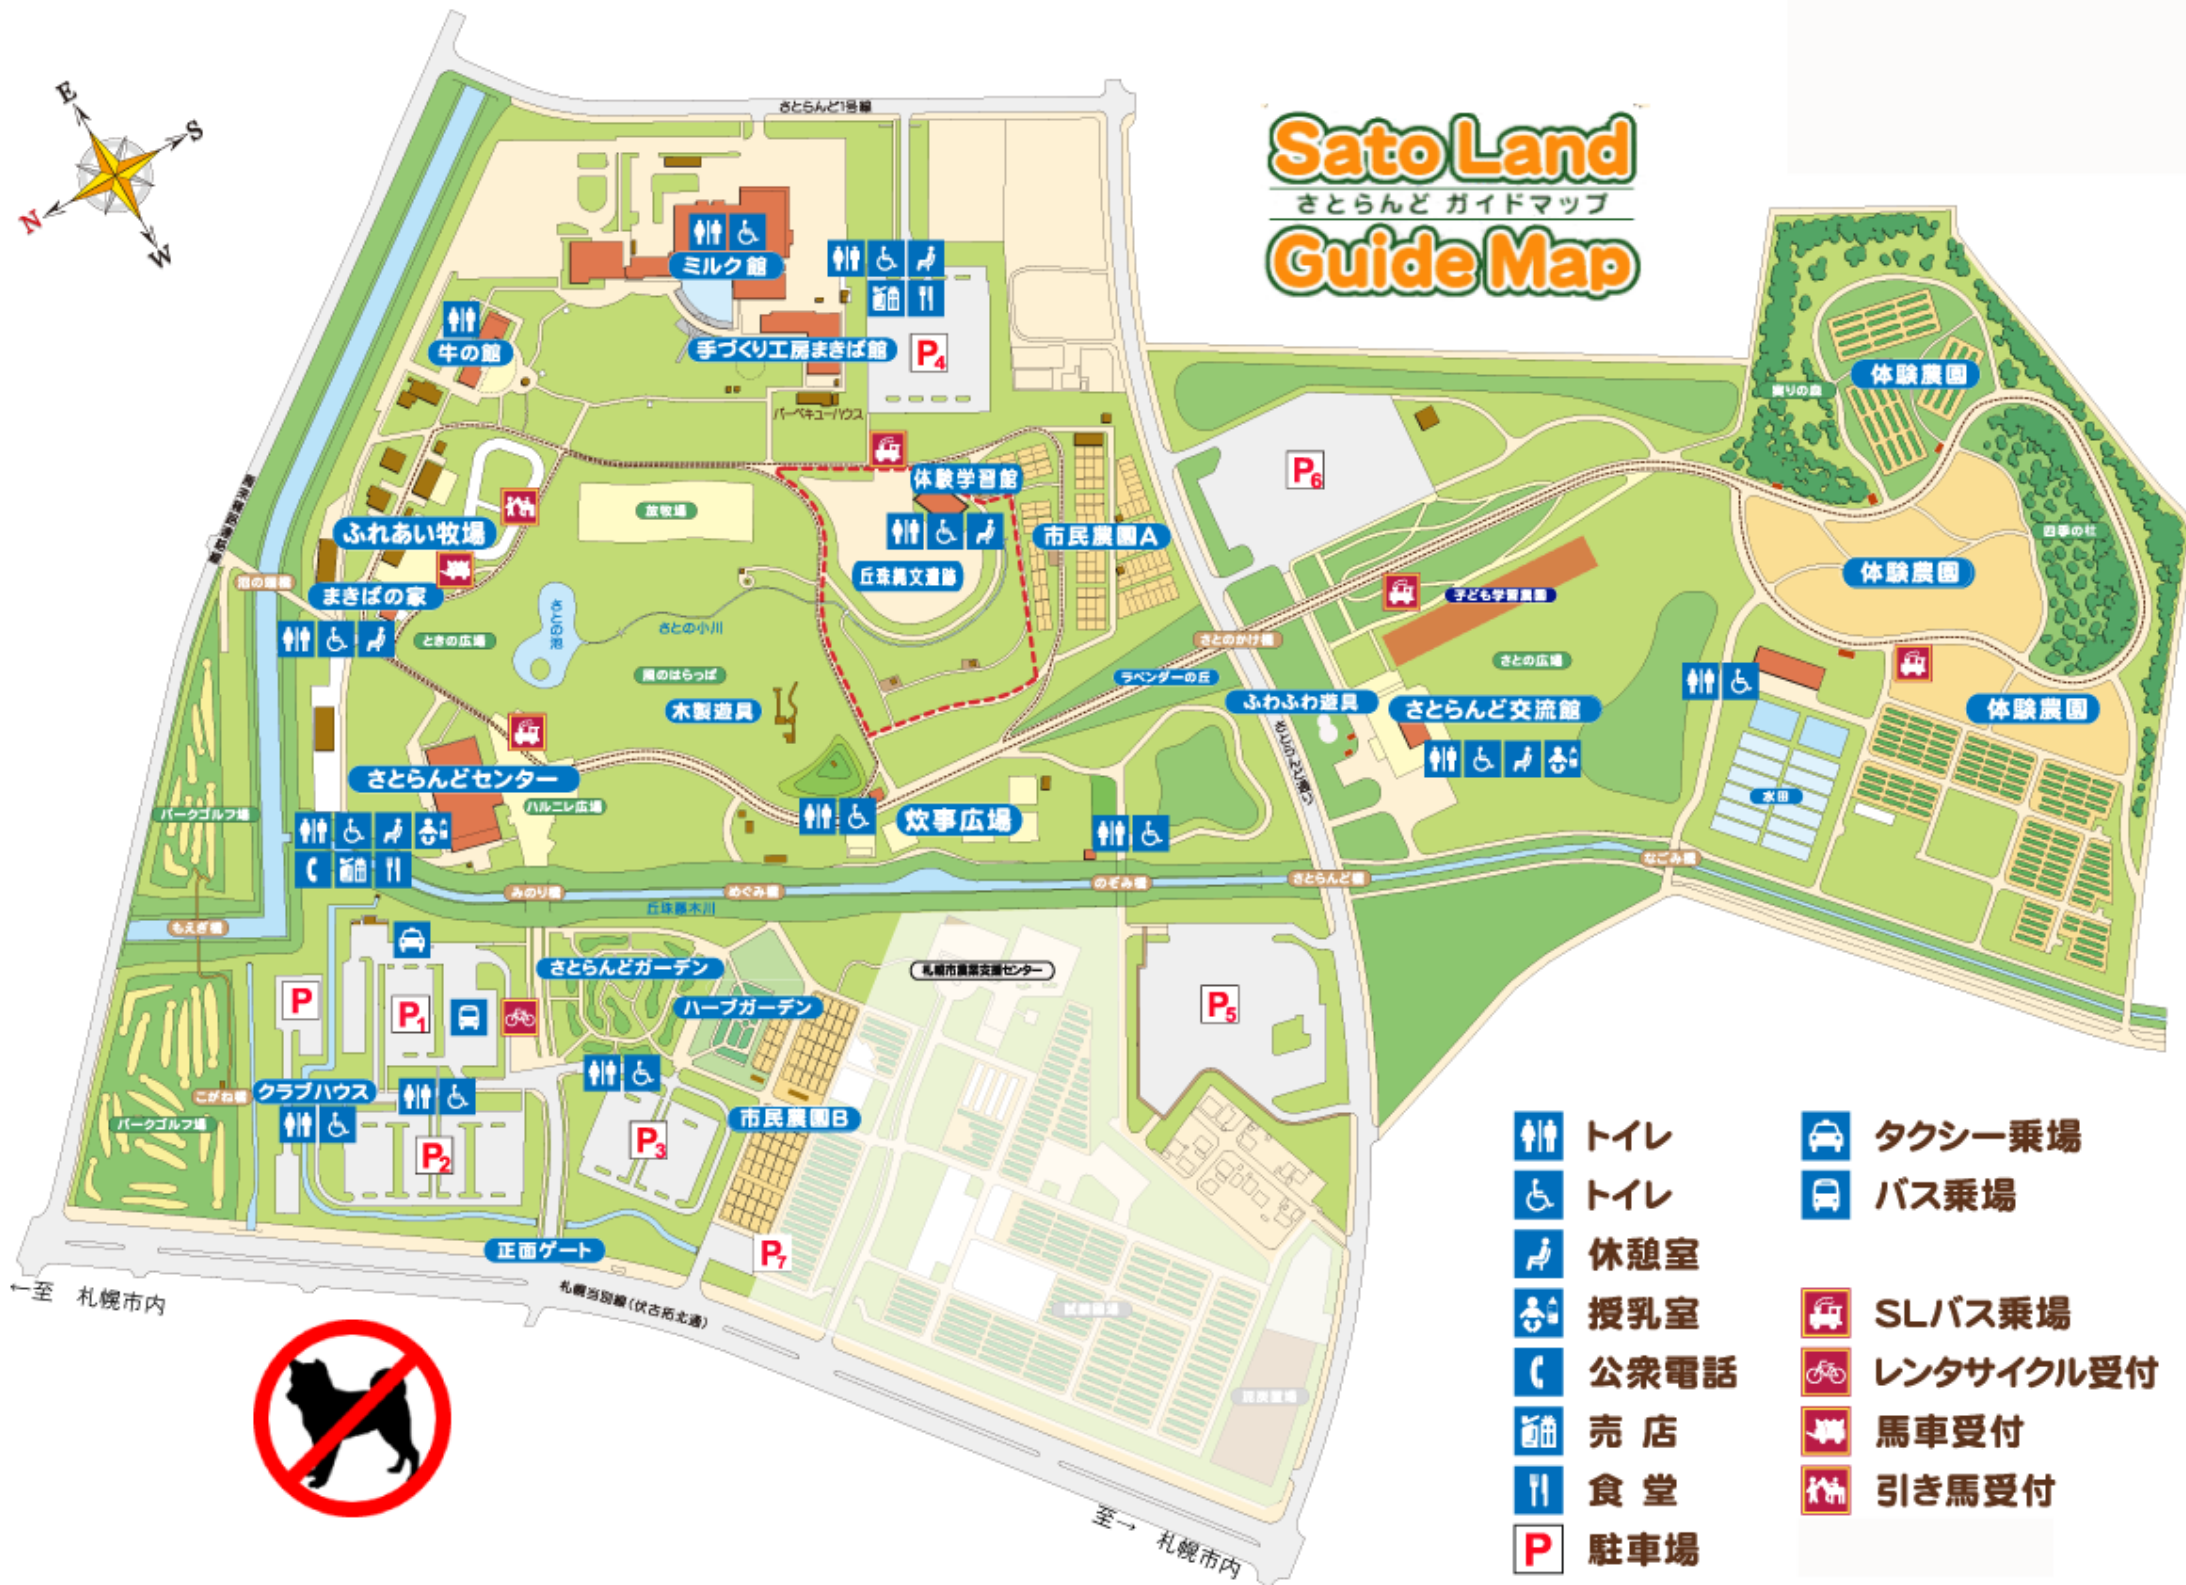 E
S
N
W
Sato Land
さとらんど ガイドマップ
Guide Map
さとらんど1号線
ミルク館
牛の館
手づくり工房まきば館
P4
バーベキューハウス
体験農園
実りの森
P6
体験学習館
放牧場
ふれあい牧場
市民農園A
四季の杜
丘珠縄文遺跡
体験農園
まきばの家
さとの池
子ども学習農園
ときの広場
さとの小川
さとのかけ橋
さとの広場
風のはらっぱ
ラベンダーの丘
木製遊具
ふわふわ遊具
さとらんど交流館
体験農園
さとらんどセンター
ハルニレ広場
水田
パークゴルフ場
炊事広場
なごみ橋
みのり橋
めぐみ橋
のぞみ橋
さとらんど橋
丘珠藤木川
もえぎ橋
さとらんどガーデン
札幌市農業支援センター
P
P1
ハーブガーデン
P5
こがね橋
クラブハウス
パークゴルフ場
市民農園B
P2
P3
正面ゲート
P7
←至 札幌市内
札幌当別線(伏古拓北通)
試験圃場
至→ 札幌市内
トイレ
トイレ
休憩室
授乳室
公衆電話
売 店
食 堂
P 駐車場
タクシー乗場
バス乗場
SLバス乗場
レンタサイクル受付
馬車受付
引き馬受付